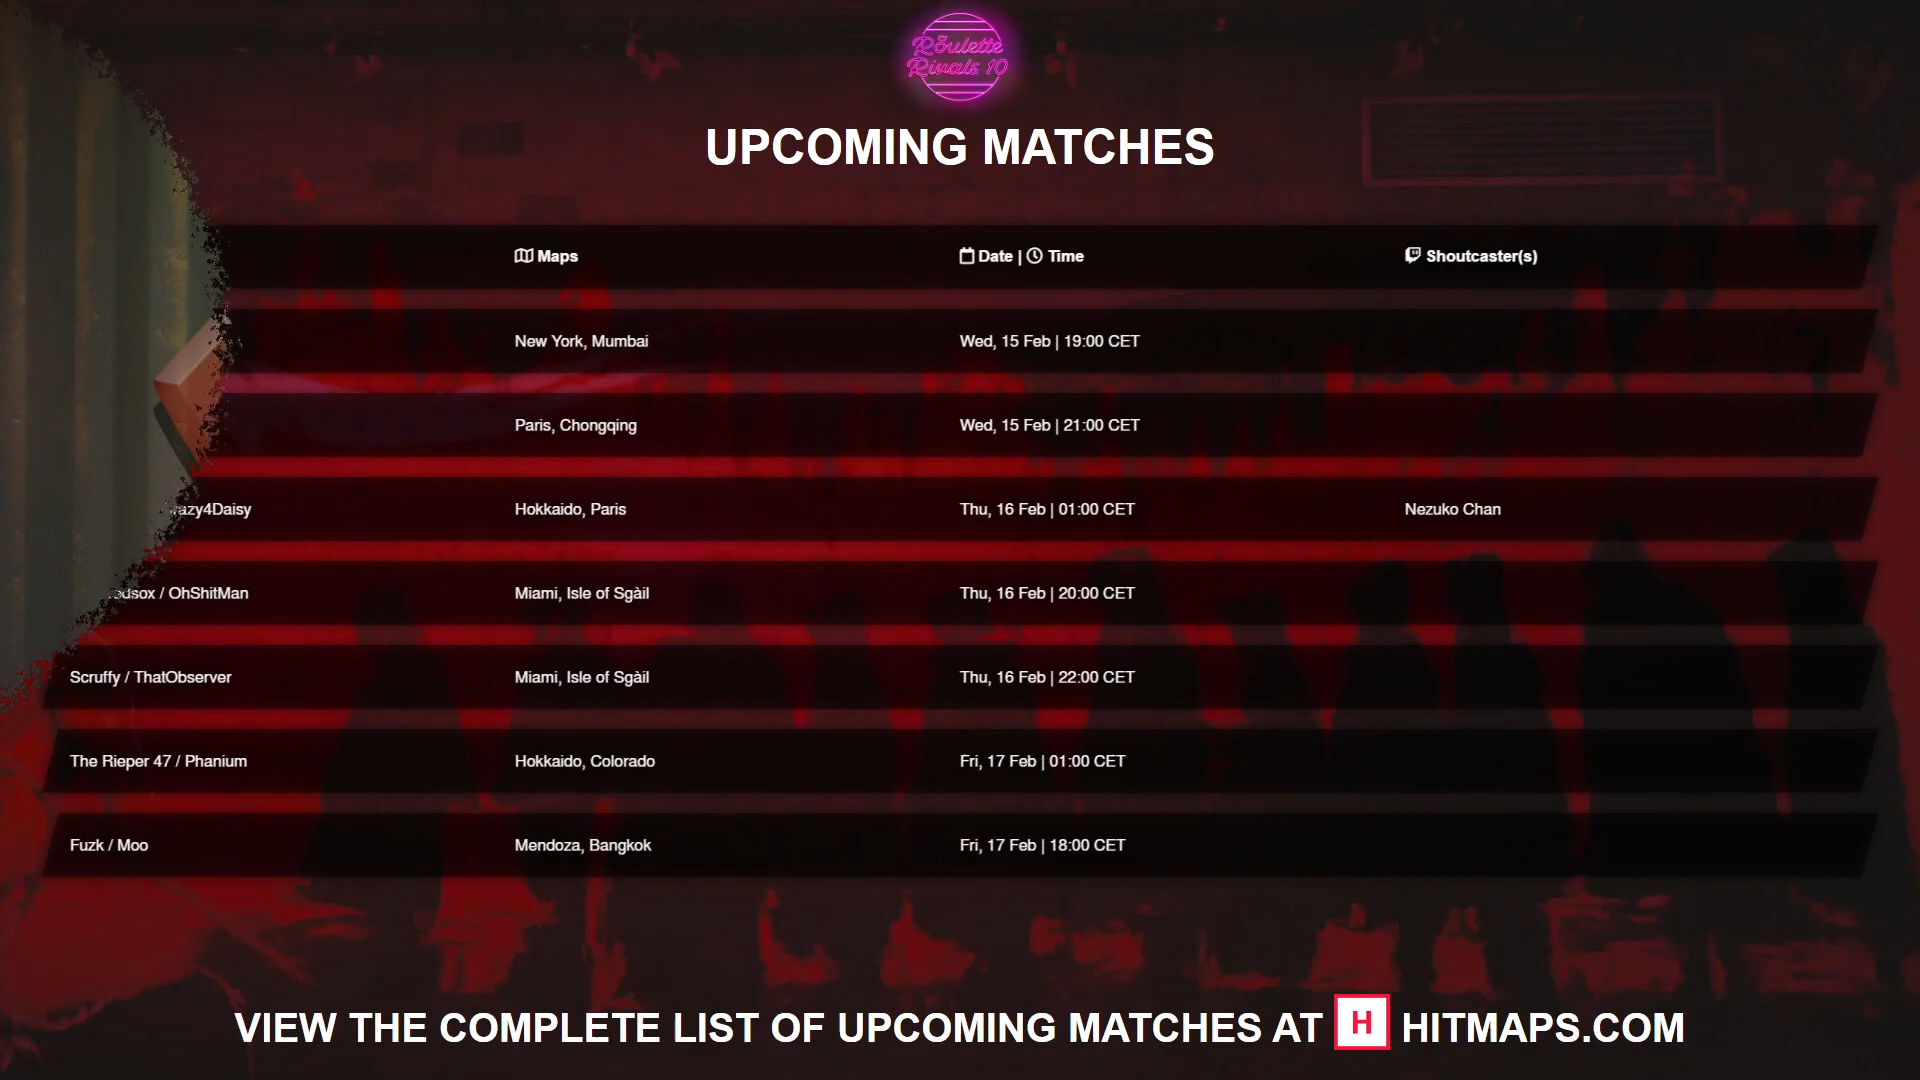 Roulette
Rivals 10
UPCOMING MATCHES
Maps Date | Time Shoutcaster(s)
New York, Mumbai Wed, 15 Feb | 19:00 CET
Paris, Chongqing Wed, 15 Feb | 21:00 CET
Hokkaido, Paris Thu, 16 Feb | 01:00 CET Nezuko Chan
/ OhShitMan Miami, Isle of Sgàil Thu, 16 Feb | 20:00 CET
Scruffy / ThatObserver Miami, Isle of Sgàil Thu, 16 Feb | 22:00 CET
The Rieper 47 / Phanium Hokkaido, Colorado Fri, 17 Feb | 01:00 CET
Fuzk / Moo Mendoza, Bangkok Fri, 17 Feb | 18:00 CET
VIEW THE COMPLETE LIST OF UPCOMING MATCHES AT H HITMAPS.COM